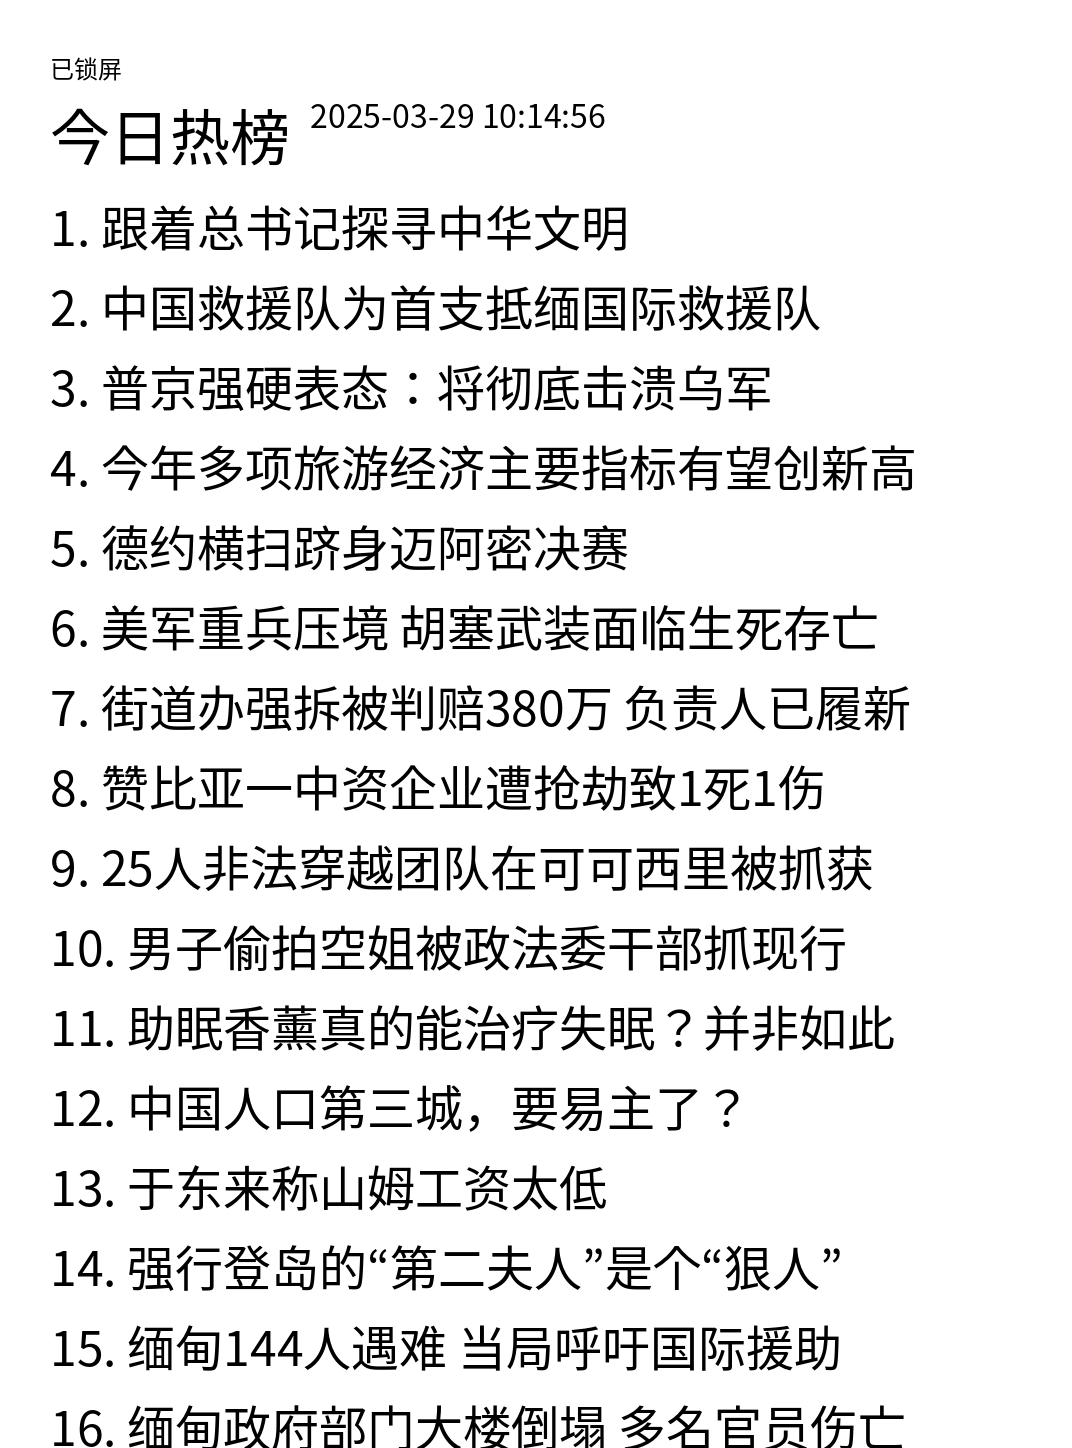 已锁屏
今日热榜 2025-03-29 10:14:56
1. 跟着总书记探寻中华文明
2. 中国救援队为首支抵缅国际救援队
3. 普京强硬表态：将彻底击溃乌军
4. 今年多项旅游经济主要指标有望创新高
5. 德约横扫跻身迈阿密决赛
6. 美军重兵压境 胡塞武装面临生死存亡
7. 街道办强拆被判赔380万 负责人已履新
8. 赞比亚一中资企业遭抢劫致1死1伤
9. 25人非法穿越团队在可可西里被抓获
10. 男子偷拍空姐被政法委干部抓现行
11. 助眠香薰真的能治疗失眠？并非如此
12. 中国人口第三城，要易主了？
13. 于东来称山姆工资太低
14. 强行登岛的“第二夫人”是个“狠人”
15. 缅甸144人遇难 当局呼吁国际援助
16. 缅甸政府部门大楼倒塌 多名官员伤亡